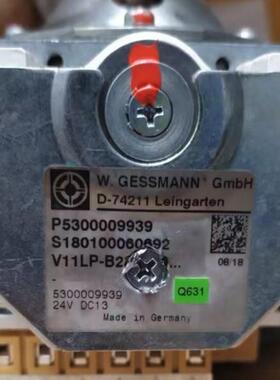 W. GESSMANN GmbH
D-74211 Leingarten
P5300009939
S180100060692
08/18
-
5300009939
24V DC13
Q631
Made in Germany